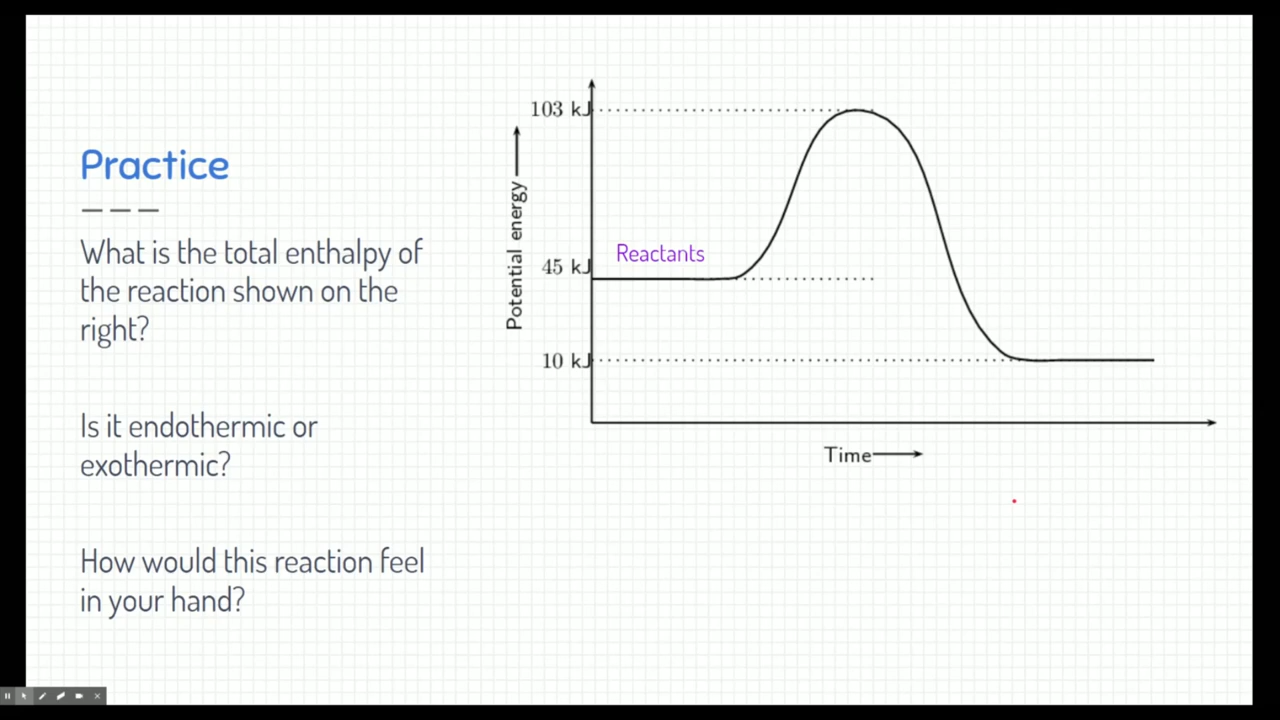 Practice
What is the total enthalpy of
the reaction shown on the
right?
Is it endothermic or
exothermic?
How would this reaction feel
in your hand?
103 kJ
Potential energy
Reactants
45 kJ
10 kJ
Time